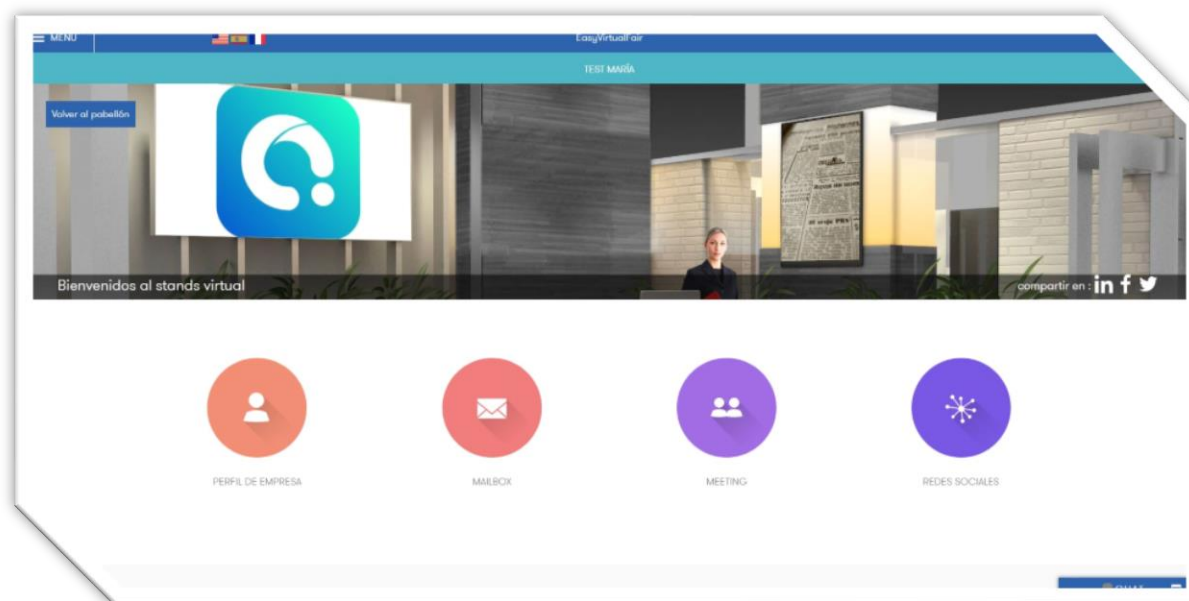 MENU
EasyVirtualFair
TEST MARÍA
Volver al pabellón
Bienvenidos al stands virtual
compartir en :
PERFIL DE EMPRESA
MAILBOX
MEETING
REDES SOCIALES
CHAT